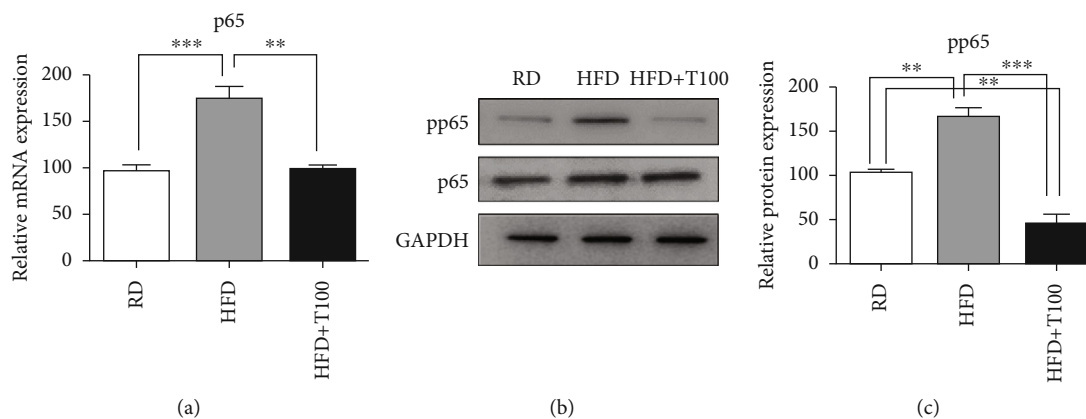 p65
***
**
Relative mRNA expression
200
150
100
50
0
RD
HFD
HFD+T100
(a)
RD HFD HFD+T100
pp65
p65
GAPDH
(b)
pp65
**
***
**
Relative protein expression
200
150
100
50
0
RD
HFD
HFD+T100
(c)